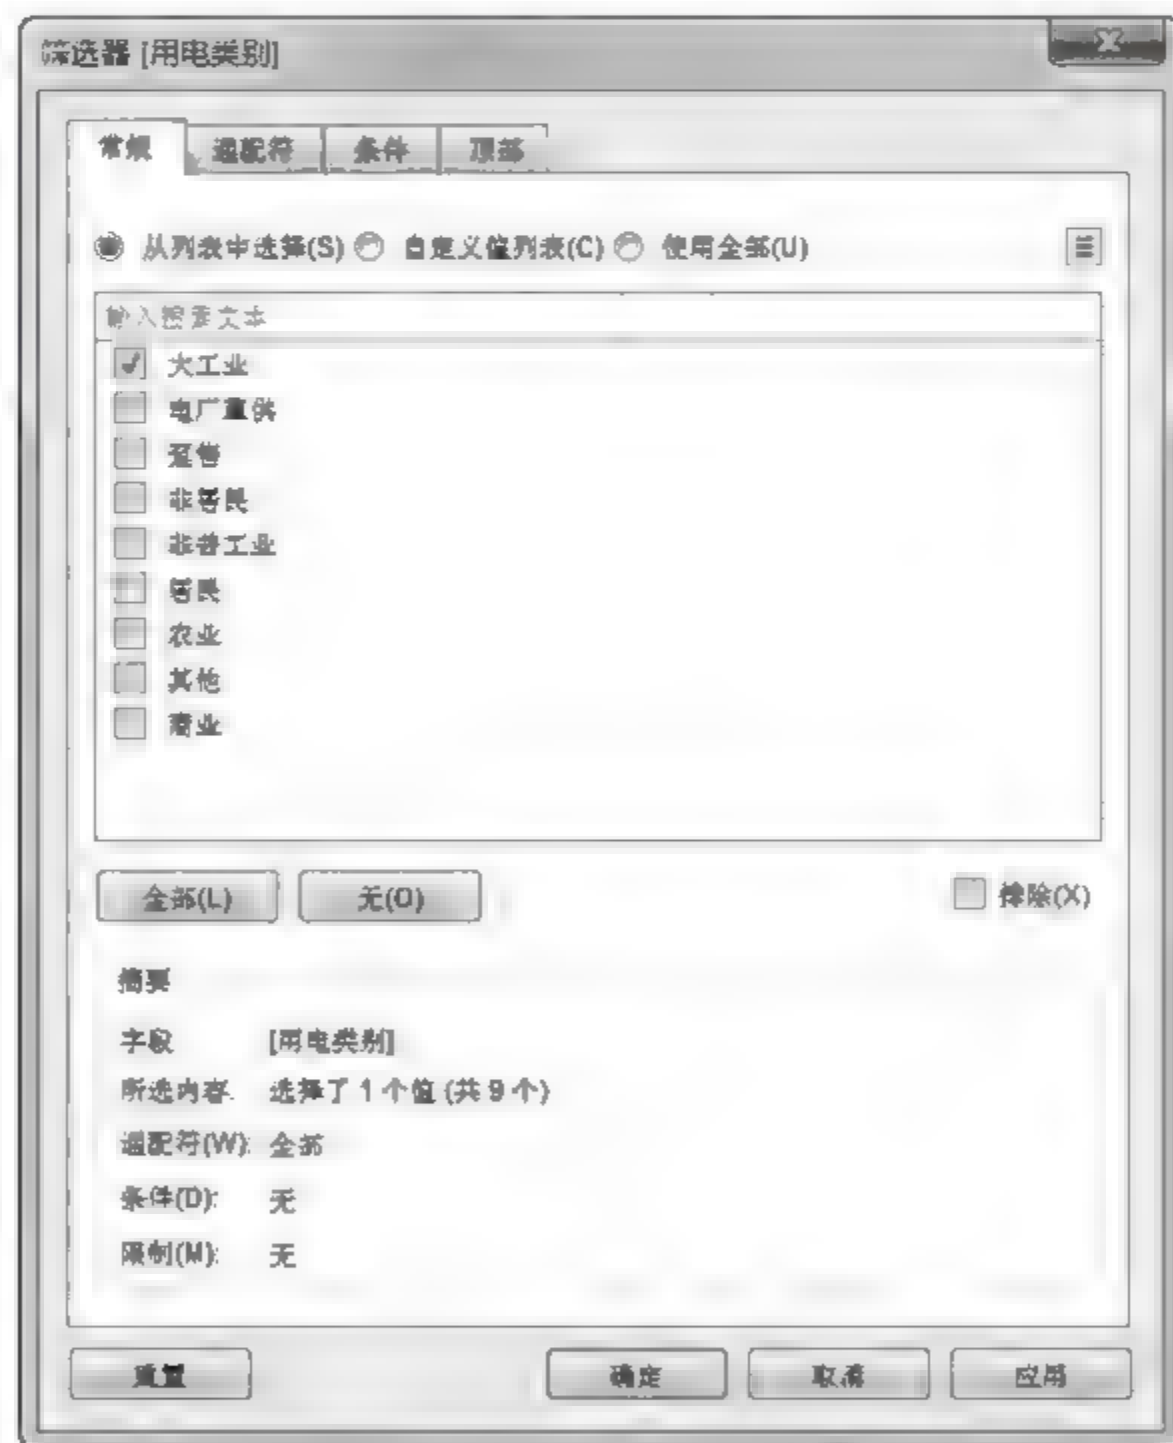 筛选器 [用电类别]
常规 通配符 条件 顶部
从列表中选择(S) 自定义值列表(C) 使用全部(U)
输入搜索文本
大工业
电厂直供
趸售
非居民
非普工业
居民
农业
其他
商业
全部(L) 无(O) 排除(X)
摘要
字段 [用电类别]
所选内容: 选择了 1 个值 (共 9 个)
通配符(W): 全部
条件(D): 无
限制(M): 无
重置 确定 取消 应用